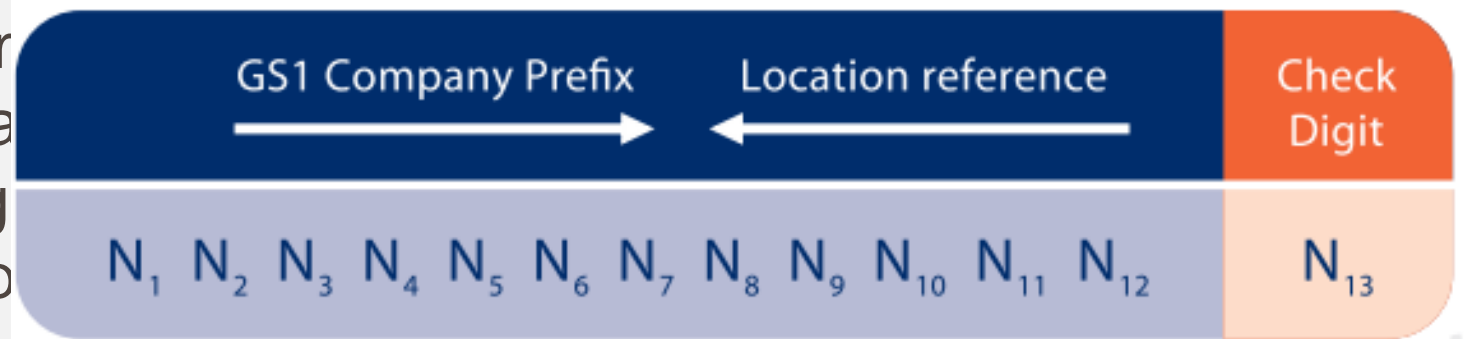 GS1 Company Prefix Location reference Check
Digit
N₁ N₂ N₃ N₄ N₅ N₆ N₇ N₈ N₉ N₁₀ N₁₁ N₁₂ N₁₃